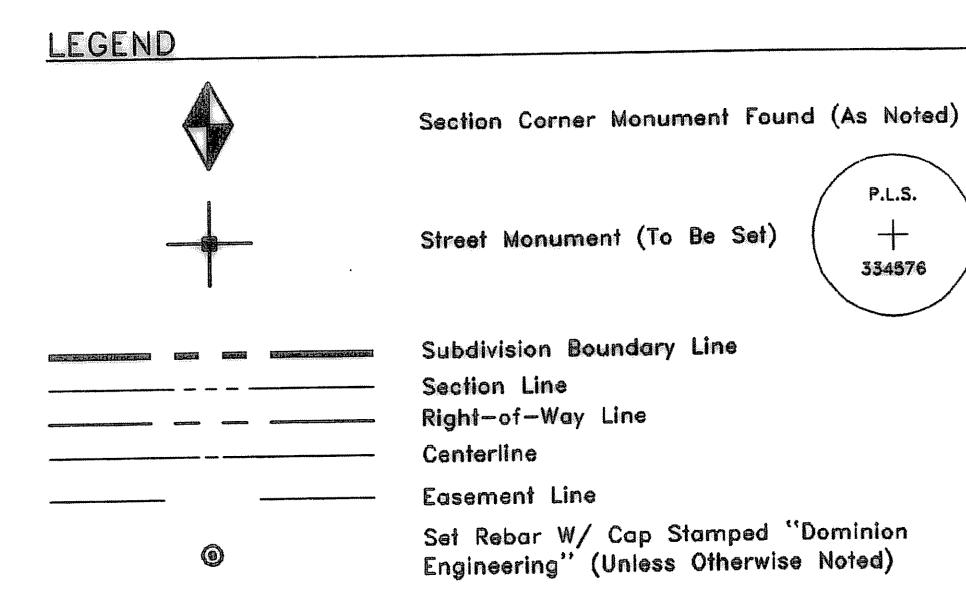 LEGEND
Section Corner Monument Found (As Noted)
Street Monument (To Be Set)
P.L.S.
334576
Subdivision Boundary Line
Section Line
Right-of-Way Line
Centerline
Easement Line
Set Rebar W/ Cap Stamped "Dominion
Engineering" (Unless Otherwise Noted)